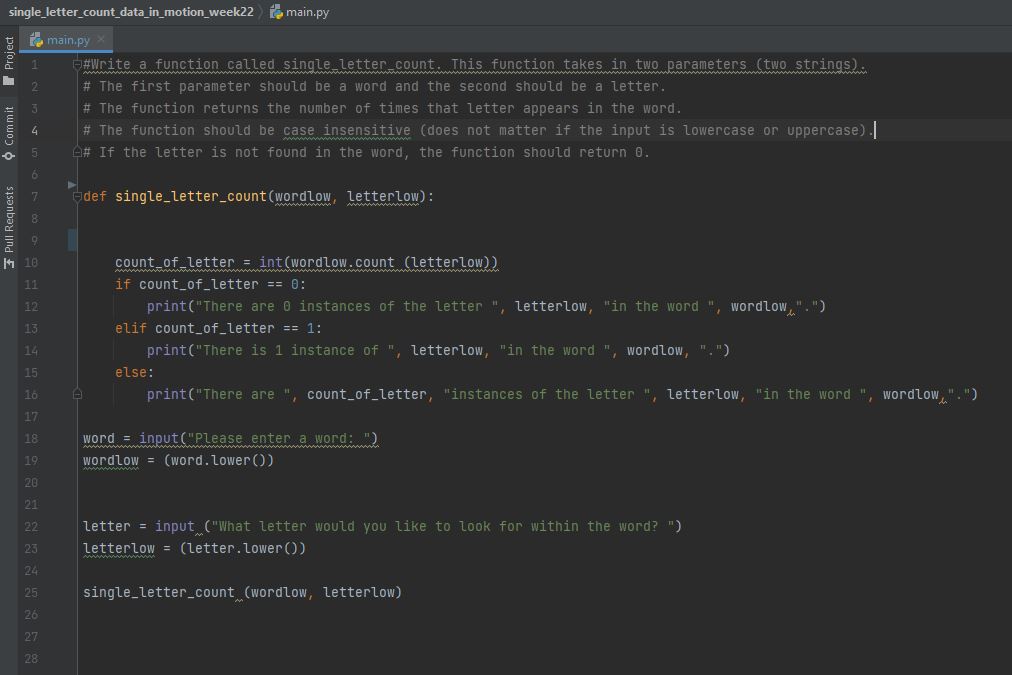 single_letter_count_data_in_motion_week22 main.py
main.py
Project
Commit
Pull Requests
1 #Write a function called single_letter_count. This function takes in two parameters (two strings).
2 # The first parameter should be a word and the second should be a letter.
3 # The function returns the number of times that letter appears in the word.
4 # The function should be case insensitive (does not matter if the input is lowercase or uppercase).
5 # If the letter is not found in the word, the function should return 0.
6
7 def single_letter_count(wordlow, letterlow):
8
9
10     count_of_letter = int(wordlow.count (letterlow))
11     if count_of_letter == 0:
12         print("There are 0 instances of the letter ", letterlow, "in the word ", wordlow,".")
13     elif count_of_letter == 1:
14         print("There is 1 instance of ", letterlow, "in the word ", wordlow, ".")
15     else:
16         print("There are ", count_of_letter, "instances of the letter ", letterlow, "in the word ", wordlow,".")
17
18 word = input("Please enter a word: ")
19 wordlow = (word.lower())
20
21
22 letter = input ("What letter would you like to look for within the word? ")
23 letterlow = (letter.lower())
24
25 single_letter_count (wordlow, letterlow)
26
27
28